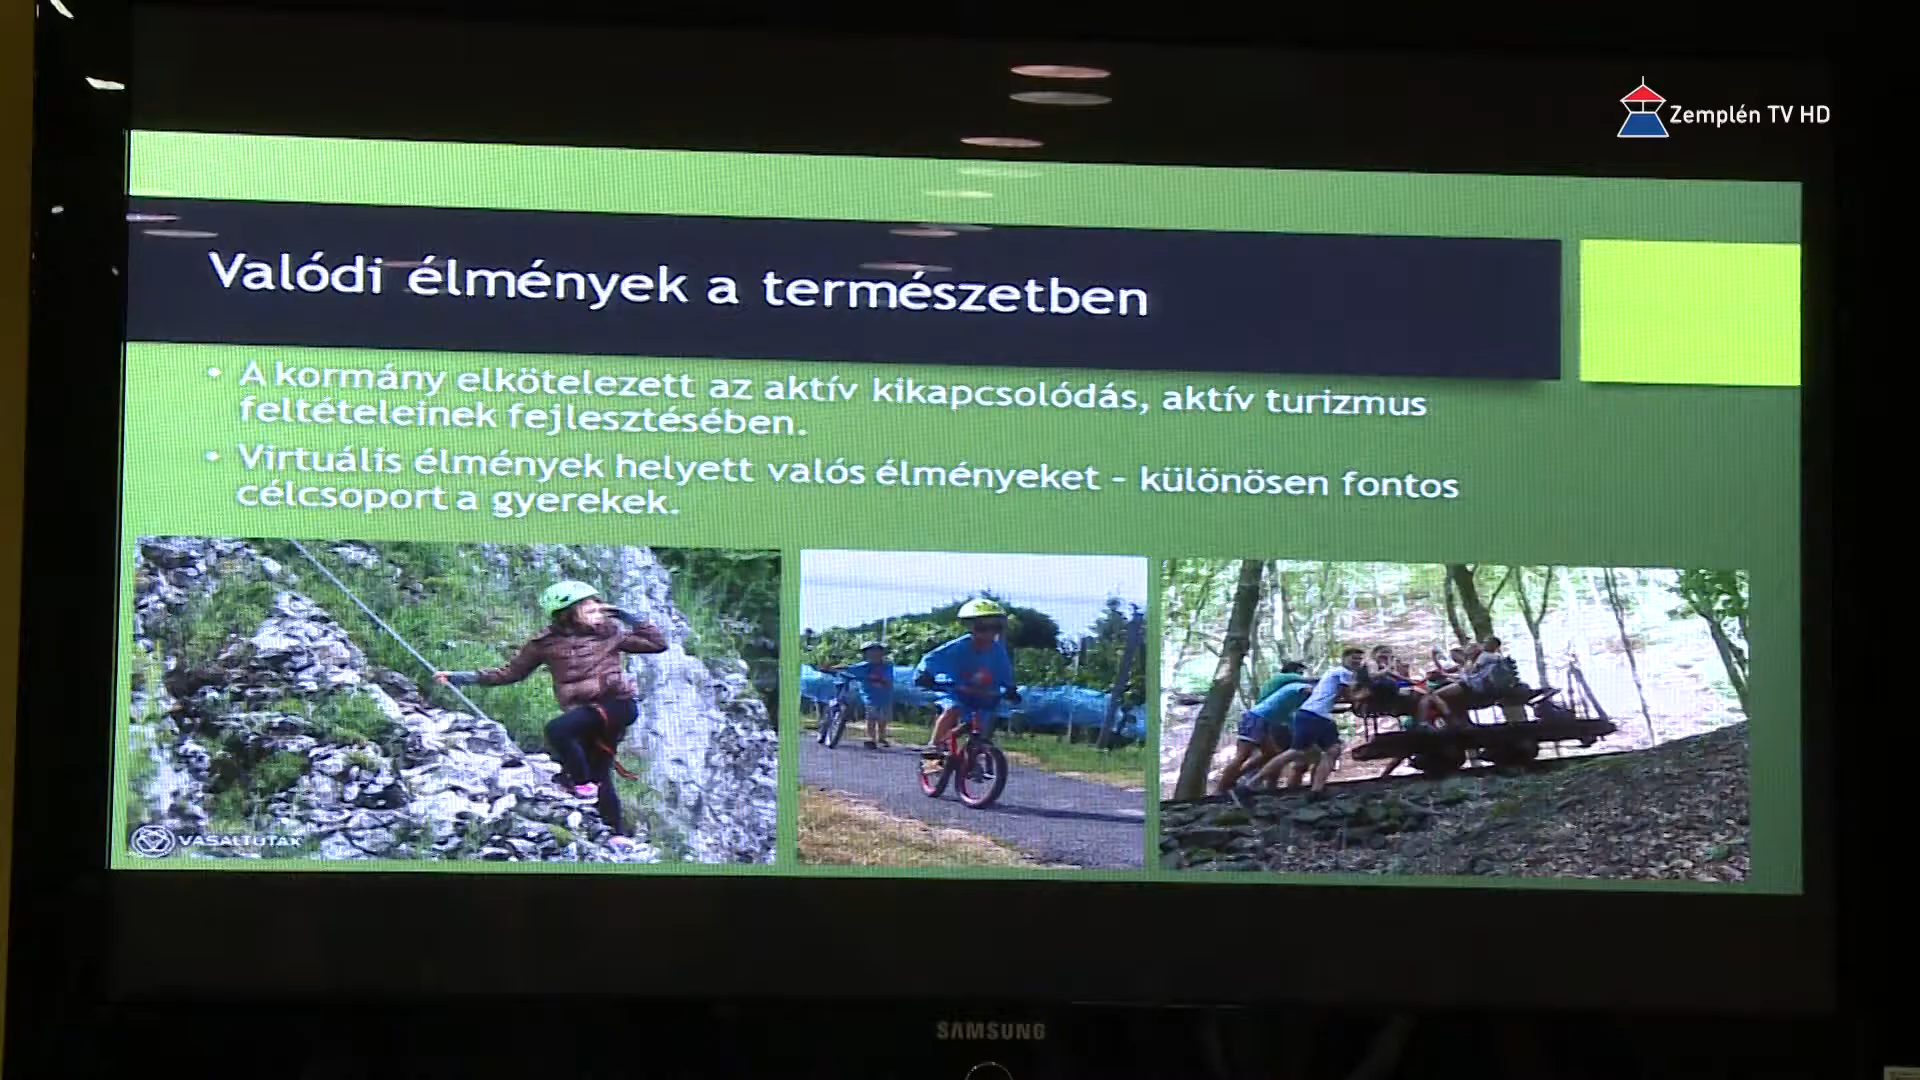 Zemplén TV HD
Valódi élmények a természetben
• A kormány elkötelezett az aktív kikapcsolódás, aktív turizmus
feltételeinek fejlesztésében.
• Virtuális élmények helyett valós élményeket - különösen fontos
célcsoport a gyerekek.
VASALTUTAK
SAMSUNG